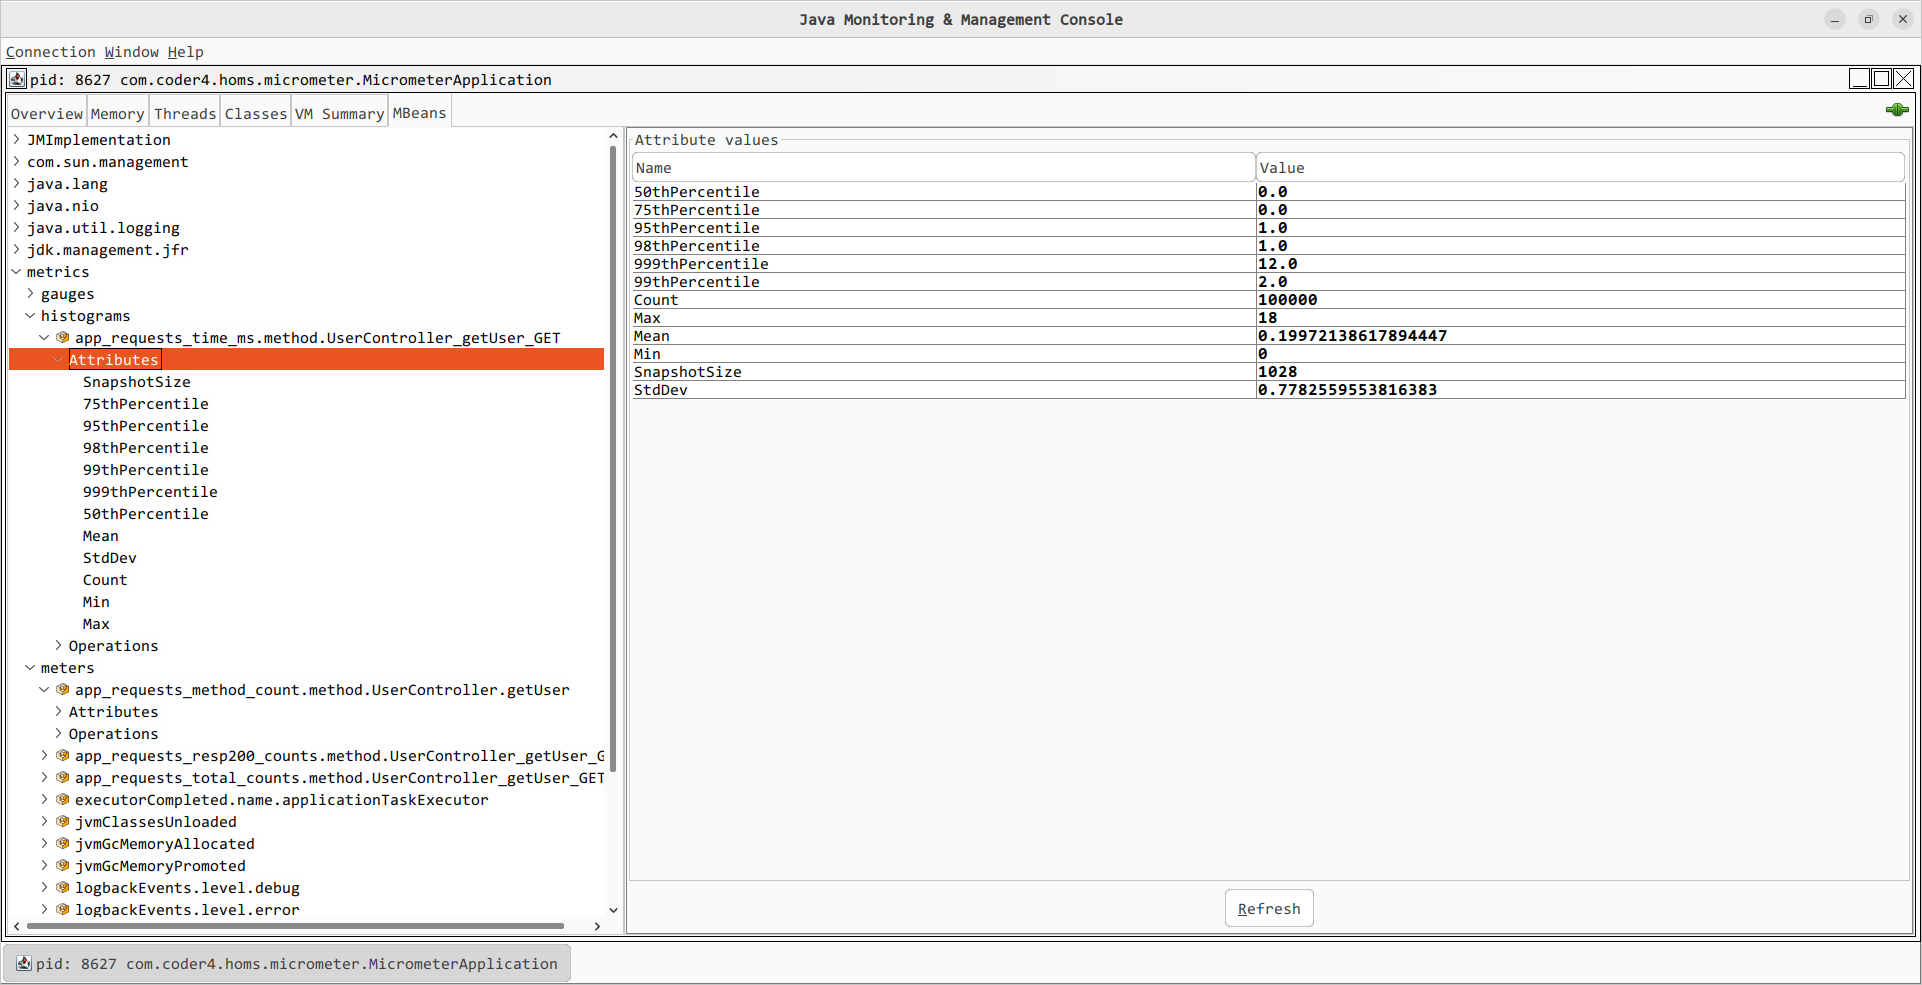 Java Monitoring & Management Console
Connection Window Help
pid: 8627 com.coder4.homs.micrometer.MicrometerApplication
Overview Memory Threads Classes VM Summary MBeans
JMImplementation
com.sun.management
java.lang
java.nio
java.util.logging
jdk.management.jfr
metrics
gauges
histograms
app_requests_time_ms.method.UserController_getUser_GET
Attributes
SnapshotSize
75thPercentile
95thPercentile
98thPercentile
99thPercentile
999thPercentile
50thPercentile
Mean
StdDev
Count
Min
Max
Operations
meters
app_requests_method_count.method.UserController.getUser
Attributes
Operations
app_requests_resp200_counts.method.UserController_getUser_G
app_requests_total_counts.method.UserController_getUser_GET
executorCompleted.name.applicationTaskExecutor
jvmClassesUnloaded
jvmGcMemoryAllocated
jvmGcMemoryPromoted
logbackEvents.level.debug
logbackEvents.level.error
Attribute values
Name Value
50thPercentile 0.0
75thPercentile 0.0
95thPercentile 1.0
98thPercentile 1.0
999thPercentile 12.0
99thPercentile 2.0
Count 100000
Max 18
Mean 0.19972138617894447
Min 0
SnapshotSize 1028
StdDev 0.7782559553816383
Refresh
pid: 8627 com.coder4.homs.micrometer.MicrometerApplication